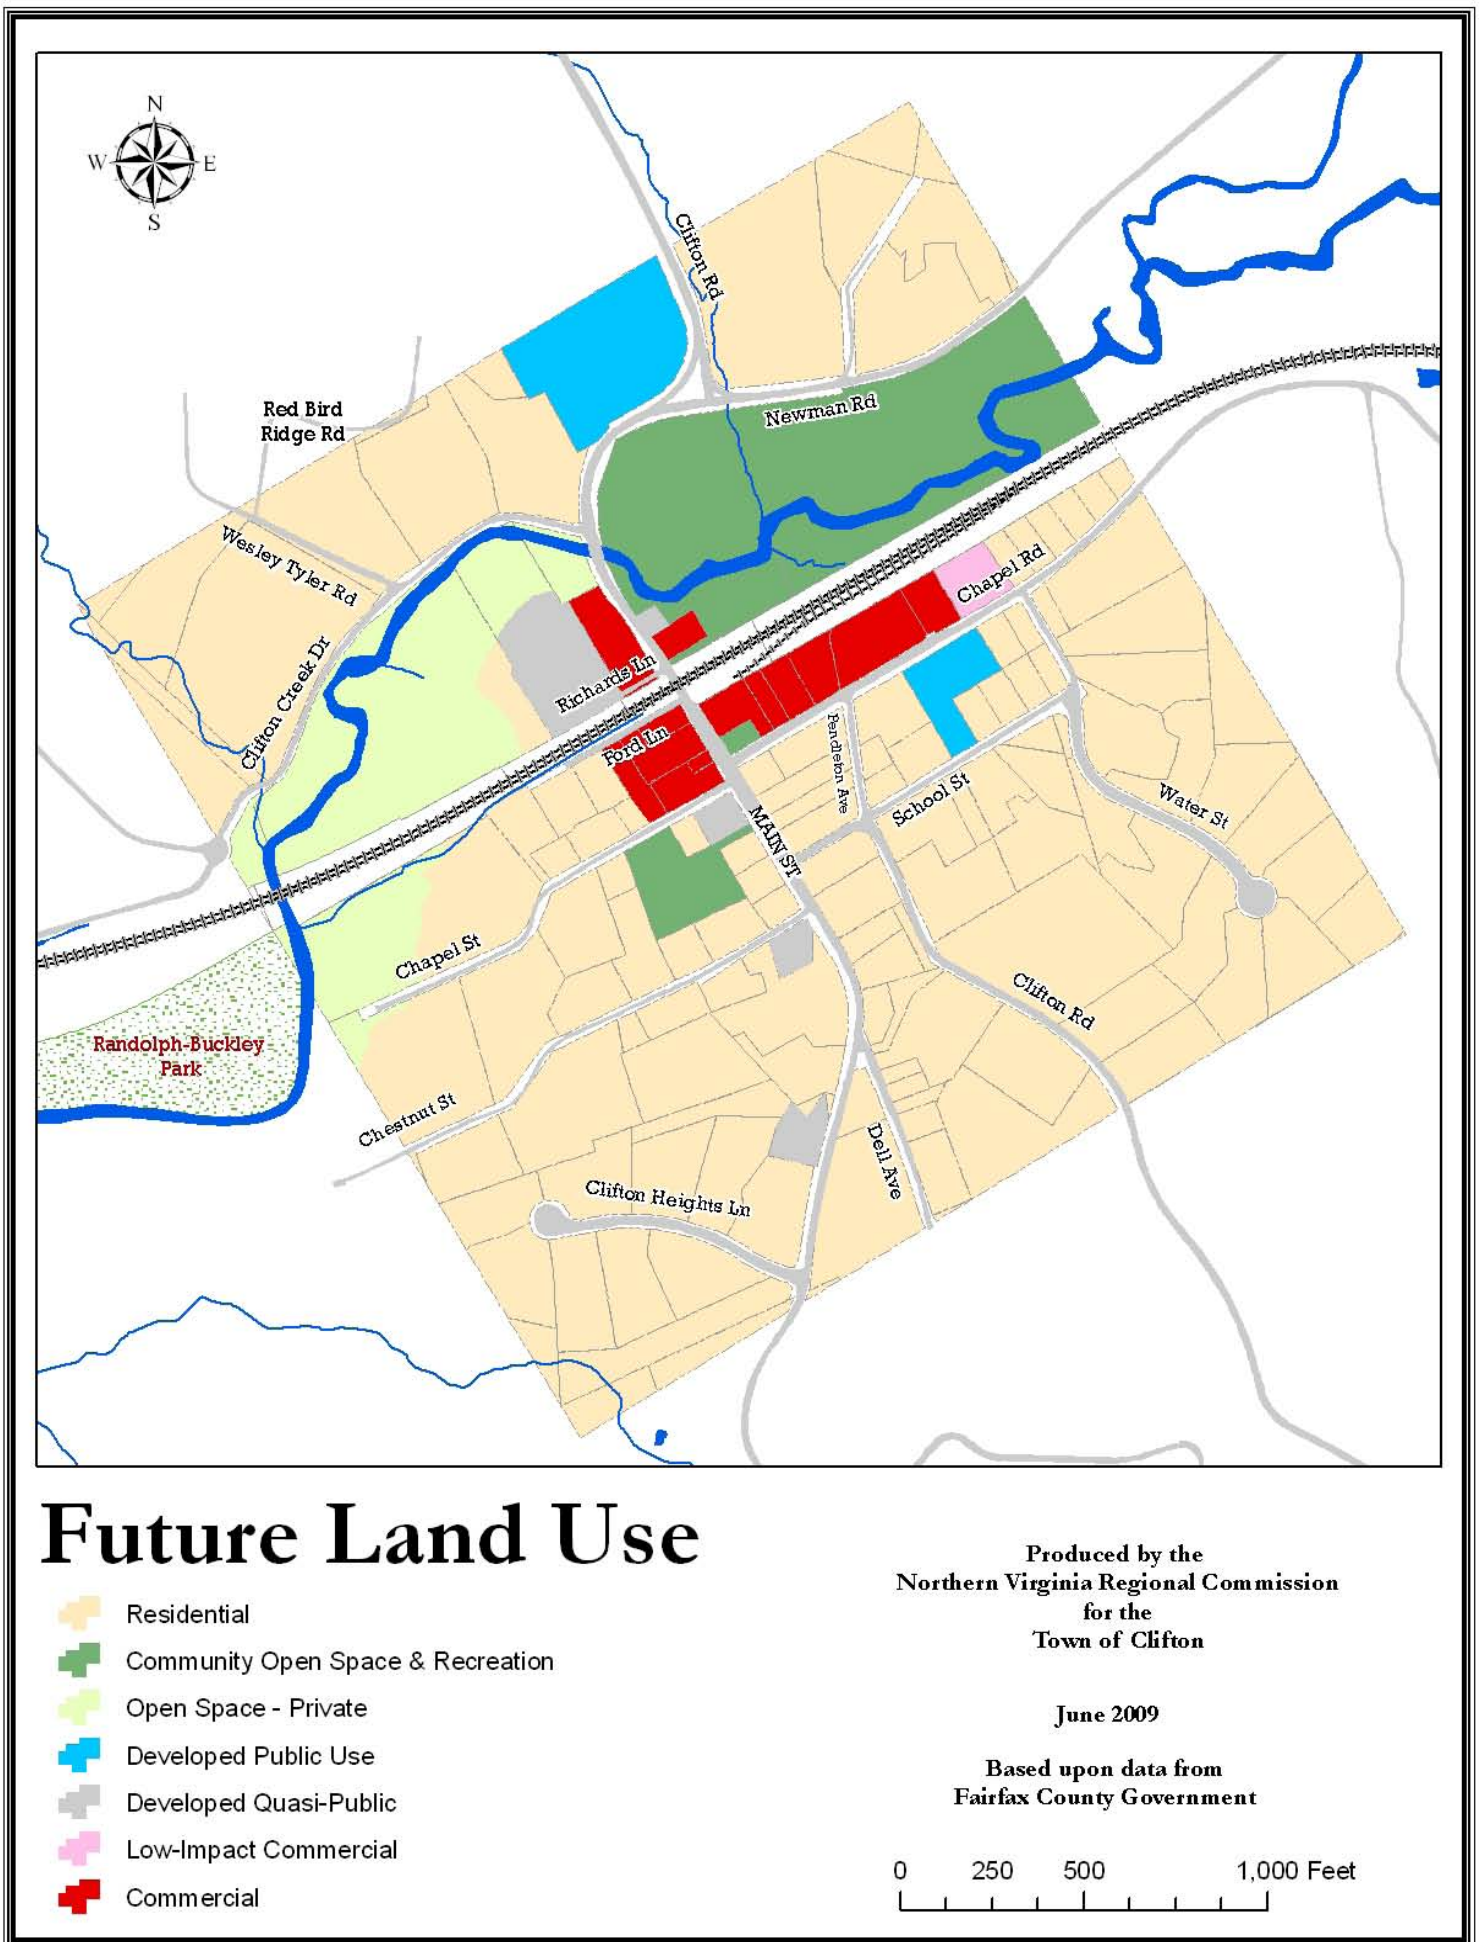 N
W E
S
Clifton Rd
Red Bird
Ridge Rd
Newman Rd
Wesley Tyler Rd
Chapel Rd
Clifton Creek Dr
Richards Ln
Ford Ln
Pendleton Ave
School St
MAIN ST
Water St
Chapel St
Clifton Rd
Randolph-Buckley
Park
Chestnut St
Dell Ave
Clifton Heights Ln
Future Land Use
Residential
Community Open Space & Recreation
Open Space - Private
Developed Public Use
Developed Quasi-Public
Low-Impact Commercial
Commercial
Produced by the
Northern Virginia Regional Commission
for the
Town of Clifton
June 2009
Based upon data from
Fairfax County Government
0 250 500 1,000 Feet